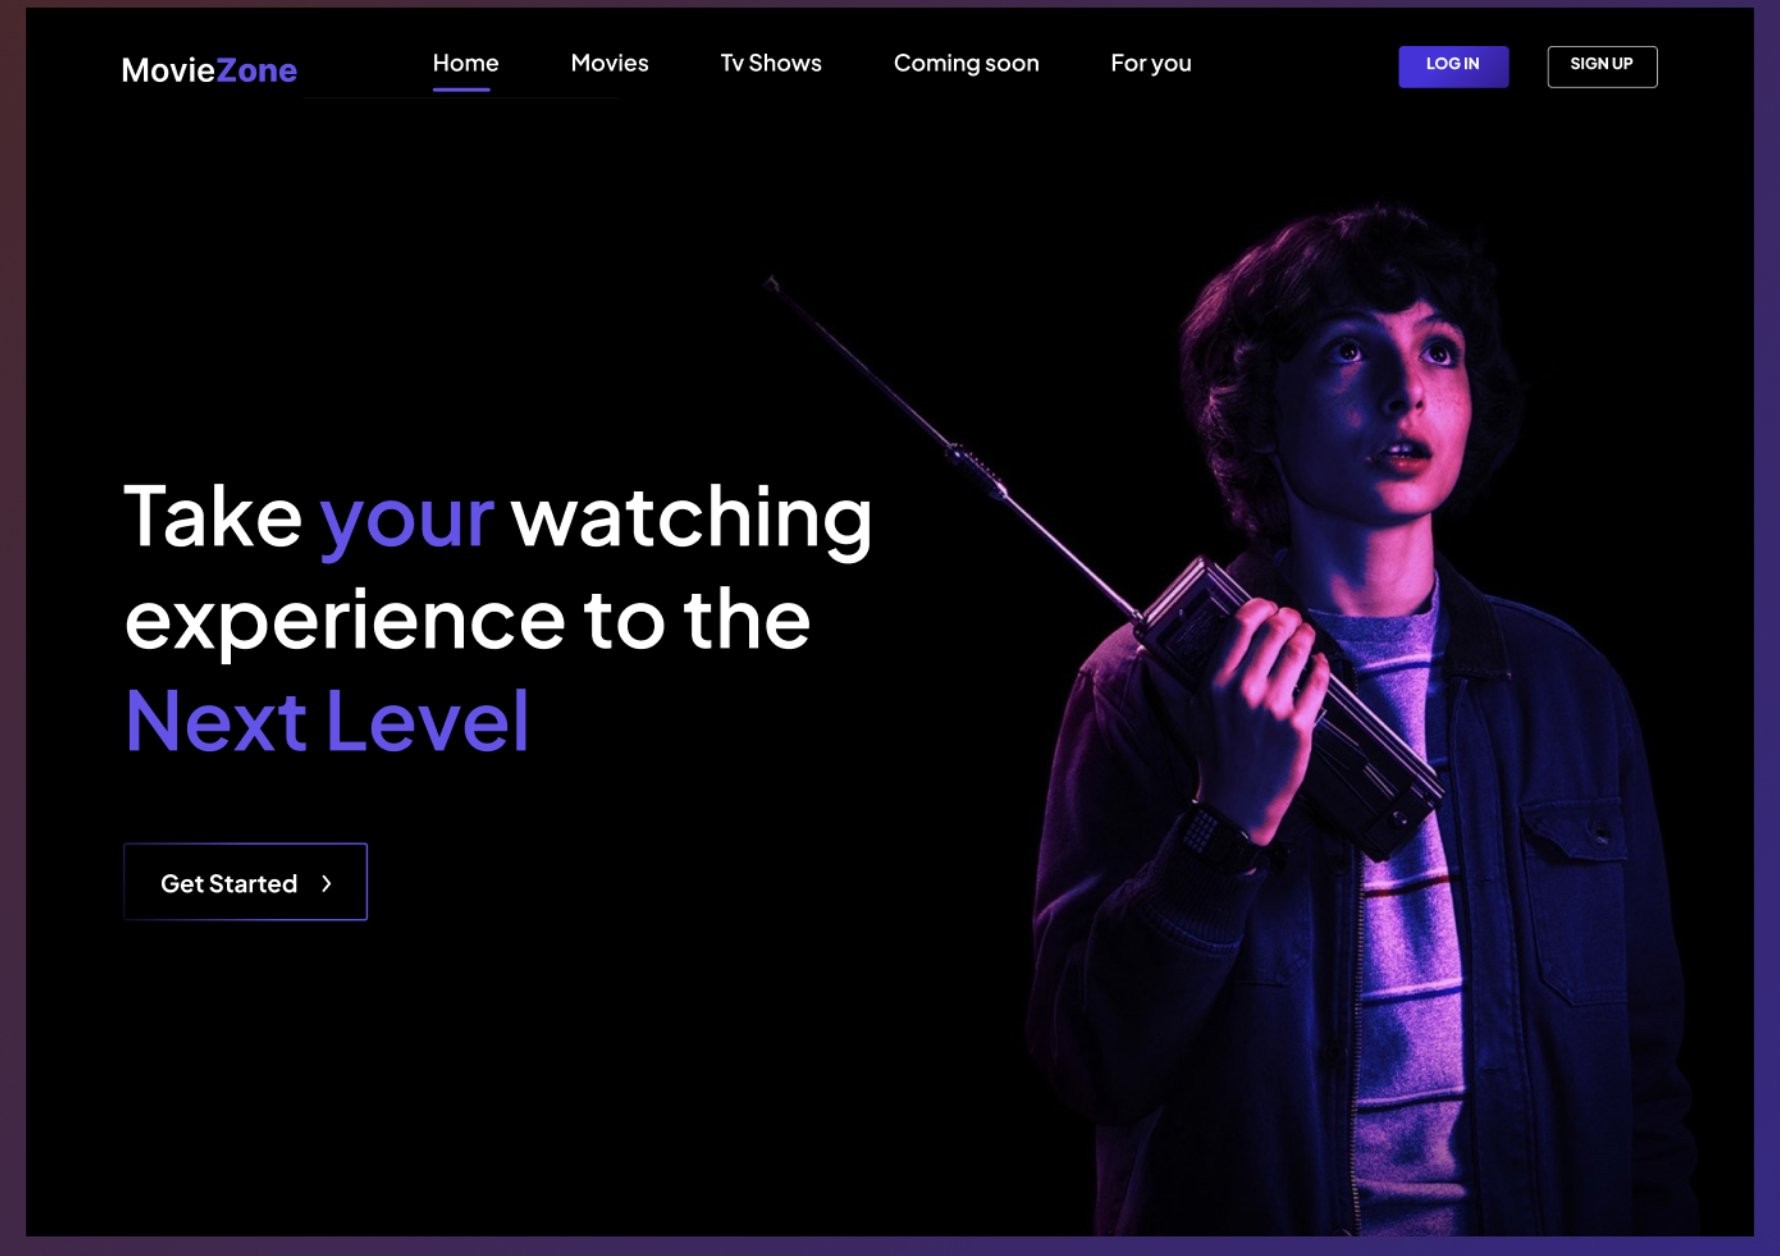 MovieZone
Home
Movies
Tv Shows
Coming soon
For you
LOG IN
SIGN UP
Take your watching
experience to the
Next Level
Get Started